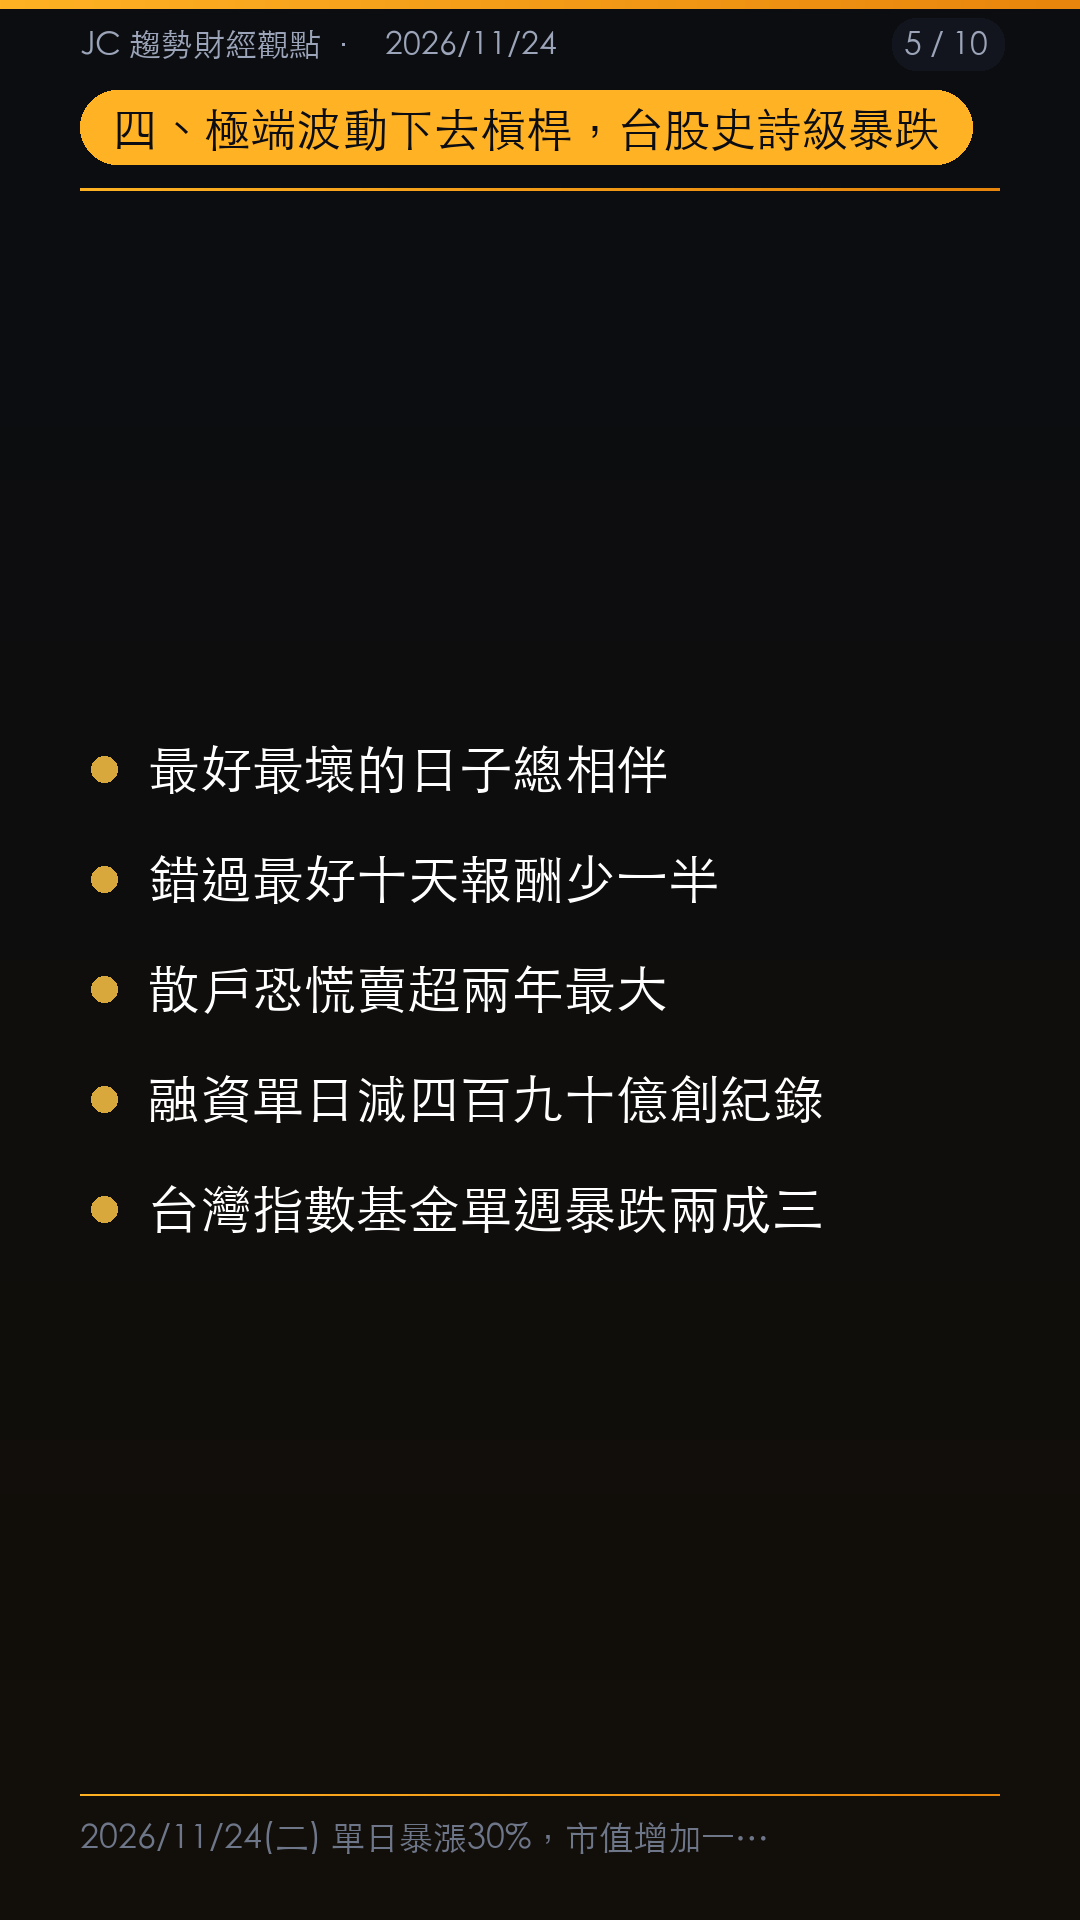 JC 趨勢財經觀點 · 2026/11/24
5 / 10
四、極端波動下去槓桿，台股史詩級暴跌
最好最壞的日子總相伴
錯過最好十天報酬少一半
散戶恐慌賣超兩年最大
融資單日減四百九十億創紀錄
台灣指數基金單週暴跌兩成三
2026/11/24(二) 單日暴漲30%，市值增加一⋯